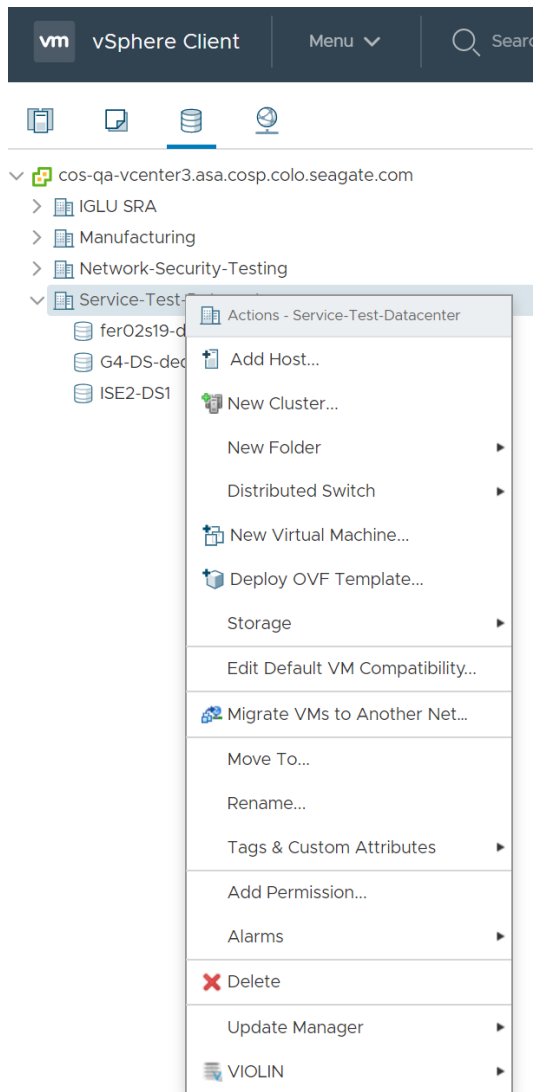 vm vSphere Client Menu Searc
cos-qa-vcenter3.asa.cosp.colo.seagate.com
IGLU SRA
Manufacturing
Network-Security-Testing
Service-Test-
Actions - Service-Test-Datacenter
fer02s19-d
Add Host...
G4-DS-dec
ISE2-DS1
New Cluster...
New Folder
Distributed Switch
New Virtual Machine...
Deploy OVF Template...
Storage
Edit Default VM Compatibility...
Migrate VMs to Another Net...
Move To...
Rename...
Tags & Custom Attributes
Add Permission...
Alarms
Delete
Update Manager
VIOLIN